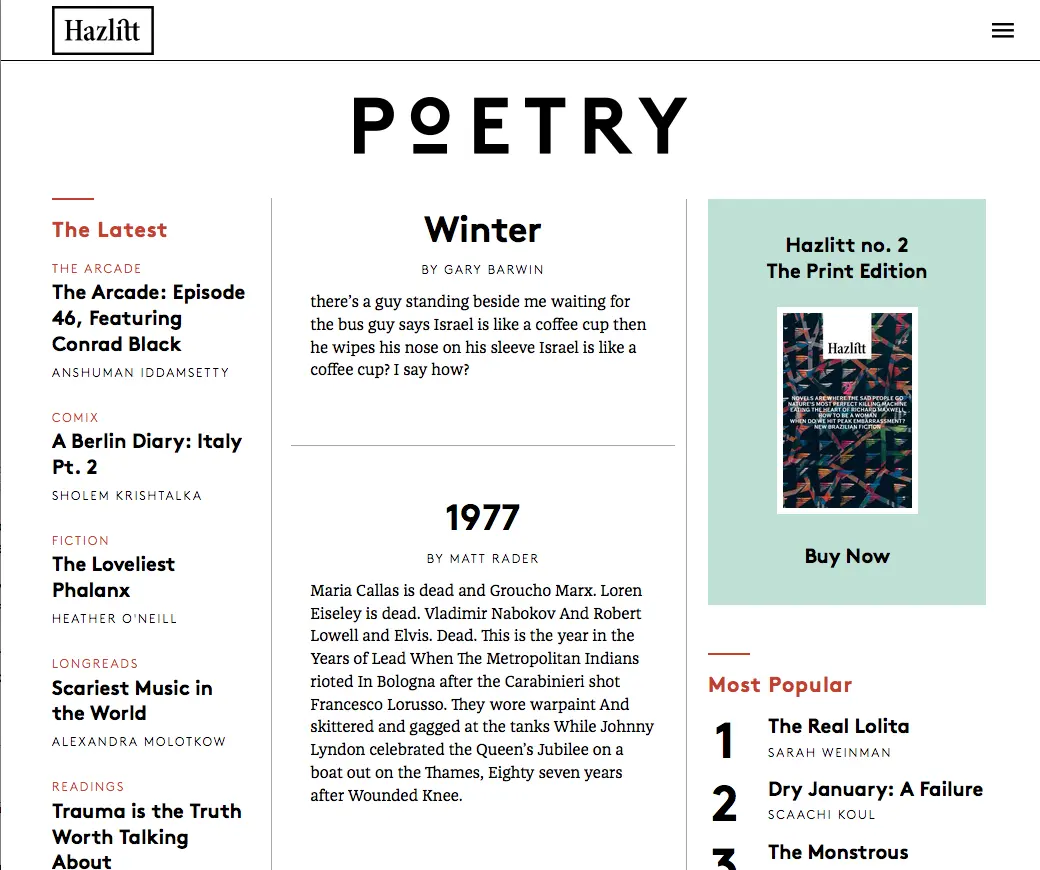 Hazlitt
POETRY
The Latest
THE ARCADE
The Arcade: Episode
46, Featuring
Conrad Black
ANSHUMAN IDDAMSETTY
COMIX
A Berlin Diary: Italy
Pt. 2
SHOLEM KRISHTALKA
FICTION
The Loveliest
Phalanx
HEATHER O'NEILL
LONGREADS
Scariest Music in
the World
ALEXANDRA MOLOTKOW
READINGS
Trauma is the Truth
Worth Talking
About
Winter
BY GARY BARWIN
there’s a guy standing beside me waiting for
the bus guy says Israel is like a coffee cup then
he wipes his nose on his sleeve Israel is like a
coffee cup? I say how?
1977
BY MATT RADER
Maria Callas is dead and Groucho Marx. Loren
Eiseley is dead. Vladimir Nabokov And Robert
Lowell and Elvis. Dead. This is the year in the
Years of Lead When The Metropolitan Indians
rioted In Bologna after the Carabinieri shot
Francesco Lorusso. They wore warpaint And
skittered and gagged at the tanks While Johnny
Lyndon celebrated the Queen’s Jubilee on a
boat out on the Thames, Eighty seven years
after Wounded Knee.
Hazlitt no. 2
The Print Edition
Hazlitt
NOVELS ARE WHERE THE SAD PEOPLE GO
NATURE'S MOST PERFECT KILLING MACHINE
EATING THE HEART OF RICHARD MAXWELL
HOW TO BE A WOMAN
WHEN DO WE HIT PEAK EMBARRASSMENT?
NEW BRAZILIAN FICTION
Buy Now
Most Popular
1
The Real Lolita
SARAH WEINMAN
2
Dry January: A Failure
SCAACHI KOUL
3
The Monstrous